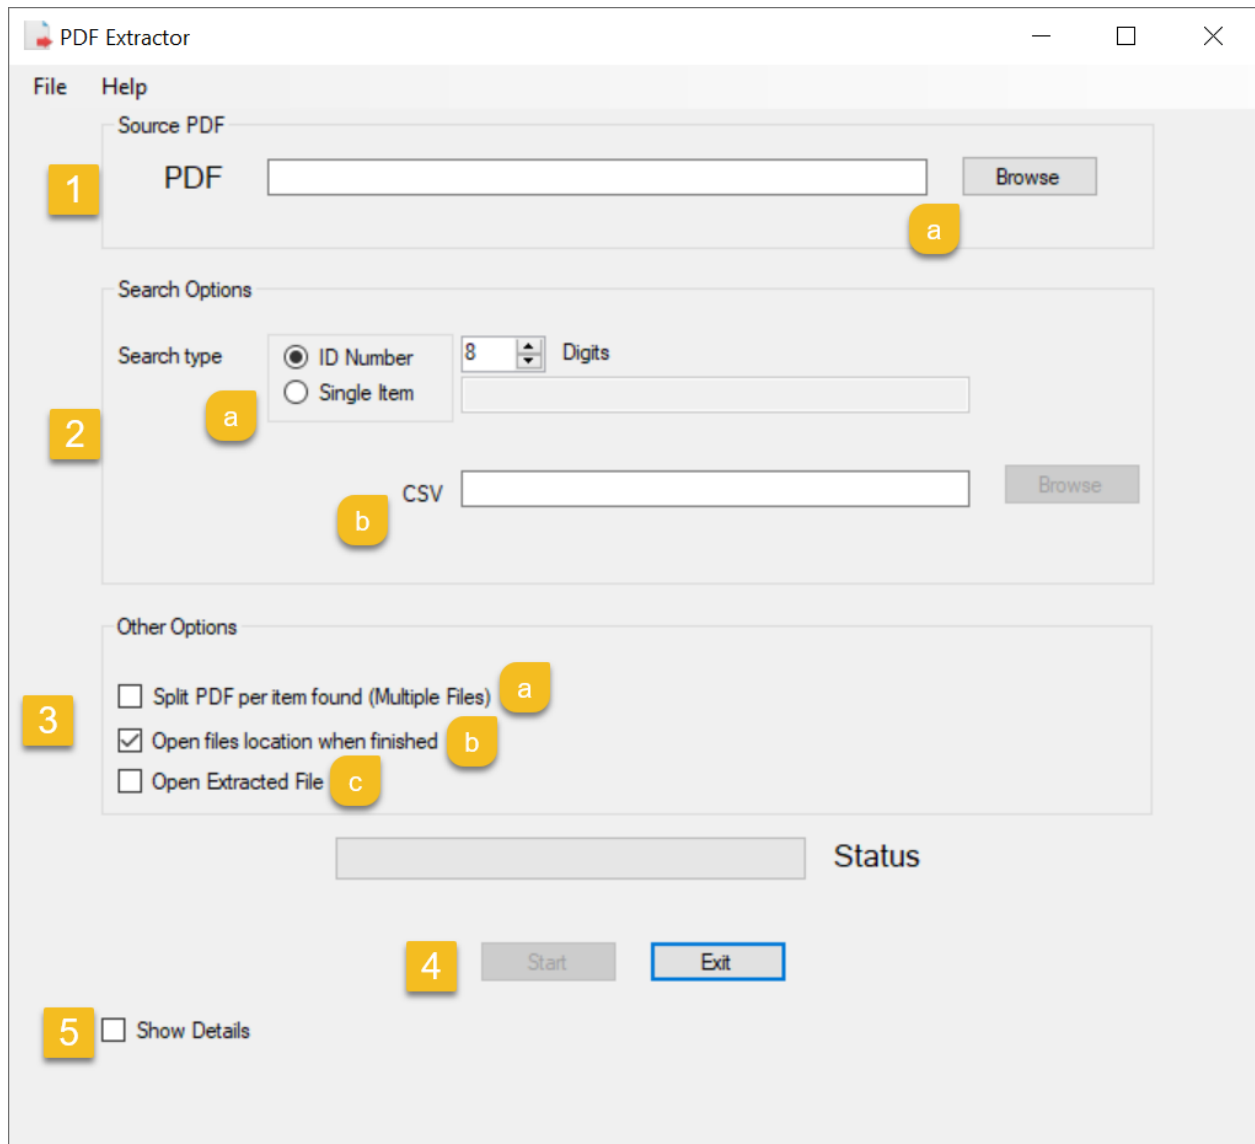 PDF Extractor
File Help
Source PDF
1 PDF Browse
a
Search Options
Search type ID Number 8 Digits
Single Item
a
2
CSV Browse
b
Other Options
3
Split PDF per item found (Multiple Files) a
Open files location when finished b
Open Extracted File c
Status
4 Start Exit
5 Show Details